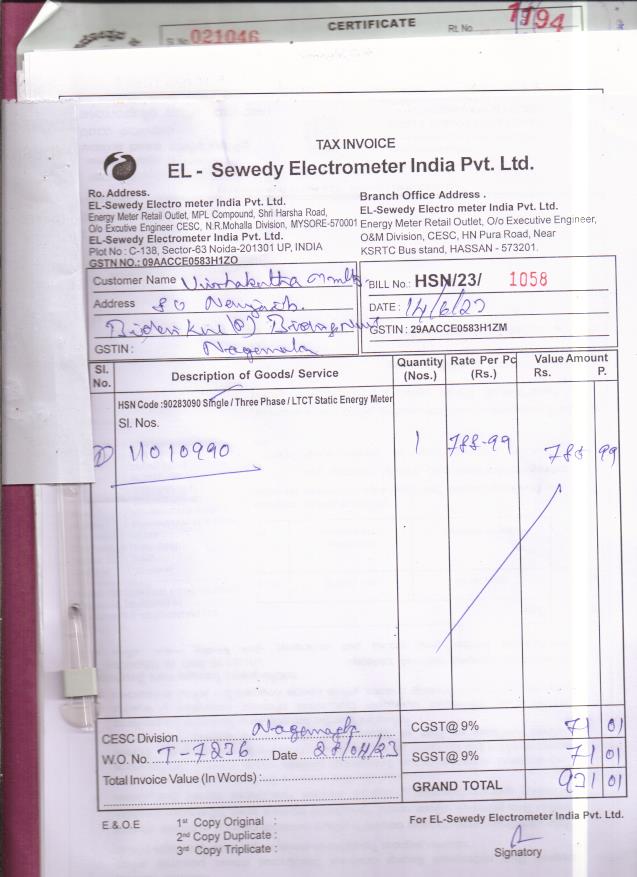 CERTIFICATE
021046
Rt. No
1194
TAX INVOICE
EL - Sewedy Electrometer India Pvt. Ltd.
Ro. Address.
EL-Sewedy Electro meter India Pvt. Ltd.
Energy Meter Retail Outlet, MPL Compound, Shri Harsha Road,
O/o Excutive Engineer CESC, N.R.Mohalla Division, MYSORE-570001
EL-Sewedy Electrometer India Pvt. Ltd.
Plot No : C-138, Sector-63 Noida-201301 UP, INDIA
GSTN NO.: 09AACCE0583H1ZO
Branch Office Address .
EL-Sewedy Electro meter India Pvt. Ltd.
Energy Meter Retail Outlet, O/o Executive Engineer,
O&M Division, CESC, HN Pura Road, Near
KSRTC Bus stand, HASSAN - 573201.
Customer Name
Address
GSTIN :
BILL No.: HSN/23/ 1058
DATE : 14/6/23
GSTIN : 29AACCE0583H1ZM
Sl. No. Description of Goods/ Service Quantity (Nos.) Rate Per Pc (Rs.) Value Amount Rs. P.
HSN Code :90283090 Single / Three Phase / LTCT Static Energy Meter
Sl. Nos.
1) 11010990 1 788-99 788 99
CESC Division
W.O. No. T-7236 Date 28/04/23
Total Invoice Value (In Words) :
CGST@ 9% 71 01
SGST@ 9% 71 01
GRAND TOTAL 931 01
E.& O.E 1st Copy Original :
2nd Copy Duplicate :
3rd Copy Triplicate :
For EL-Sewedy Electrometer India Pvt. Ltd.
Signatory